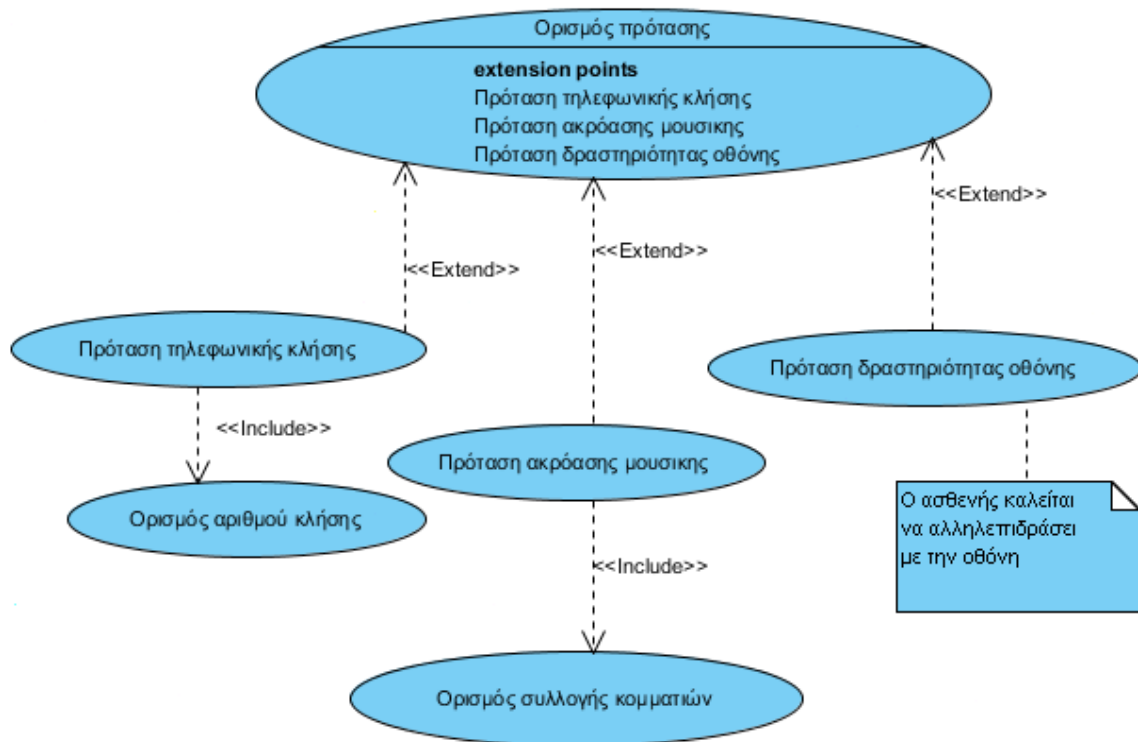 Ορισμός πρότασης
extension points
Πρόταση τηλεφωνικής κλήσης
Πρόταση ακρόασης μουσικης
Πρόταση δραστηριότητας οθόνης
<<Extend>>
<<Extend>>
<<Extend>>
Πρόταση τηλεφωνικής κλήσης
Πρόταση δραστηριότητας οθόνης
<<Include>>
Πρόταση ακρόασης μουσικης
Ορισμός αριθμού κλήσης
Ο ασθενής καλείται
να αλληλεπιδράσει
με την οθόνη
<<Include>>
Ορισμός συλλογής κομματιών